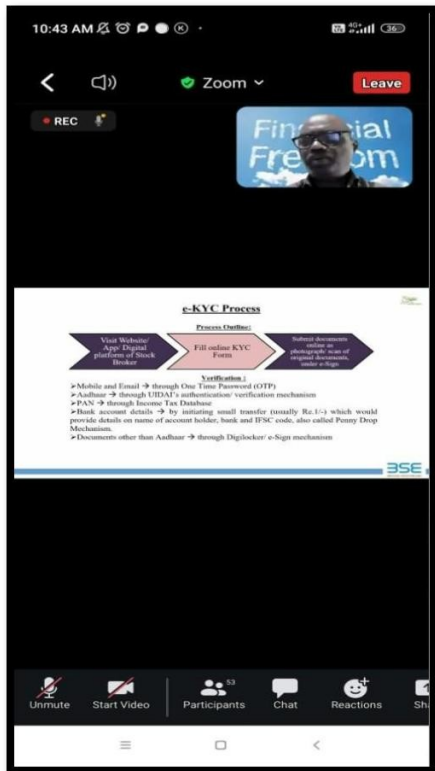 10:43 AM
4G+
36
Zoom
Leave
REC
Financial
Freedom
e-KYC Process
Process Outline:
Visit Website/
App/ Digital
platform of Stock
Broker
Fill online KYC
Form
Submit documents
online as
photograph/ scan of
original documents,
under e-Sign
Verification :
➢Mobile and Email → through One Time Password (OTP)
➢Aadhaar → through UIDAI's authentication/ verification mechanism
➢PAN → through Income Tax Database
➢Bank account details → by initiating small transfer (usually Re.1/-) which would
provide details on name of account holder, bank and IFSC code, also called Penny Drop
Mechanism.
➢Documents other than Aadhaar → through Digilocker/ e-Sign mechanism
BSE
53
Unmute
Start Video
Participants
Chat
Reactions
Sh